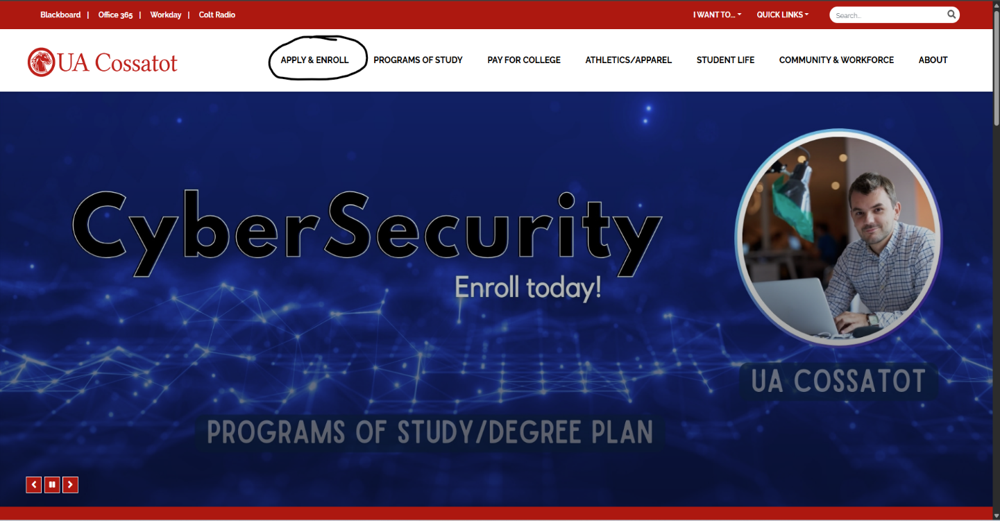 Blackboard | Office 365 | Workday | Colt Radio I WANT TO... QUICK LINKS Search...
UA Cossatot APPLY & ENROLL PROGRAMS OF STUDY PAY FOR COLLEGE ATHLETICS/APPAREL STUDENT LIFE COMMUNITY & WORKFORCE ABOUT
CyberSecurity
Enroll today!
UA COSSATOT
PROGRAMS OF STUDY/DEGREE PLAN